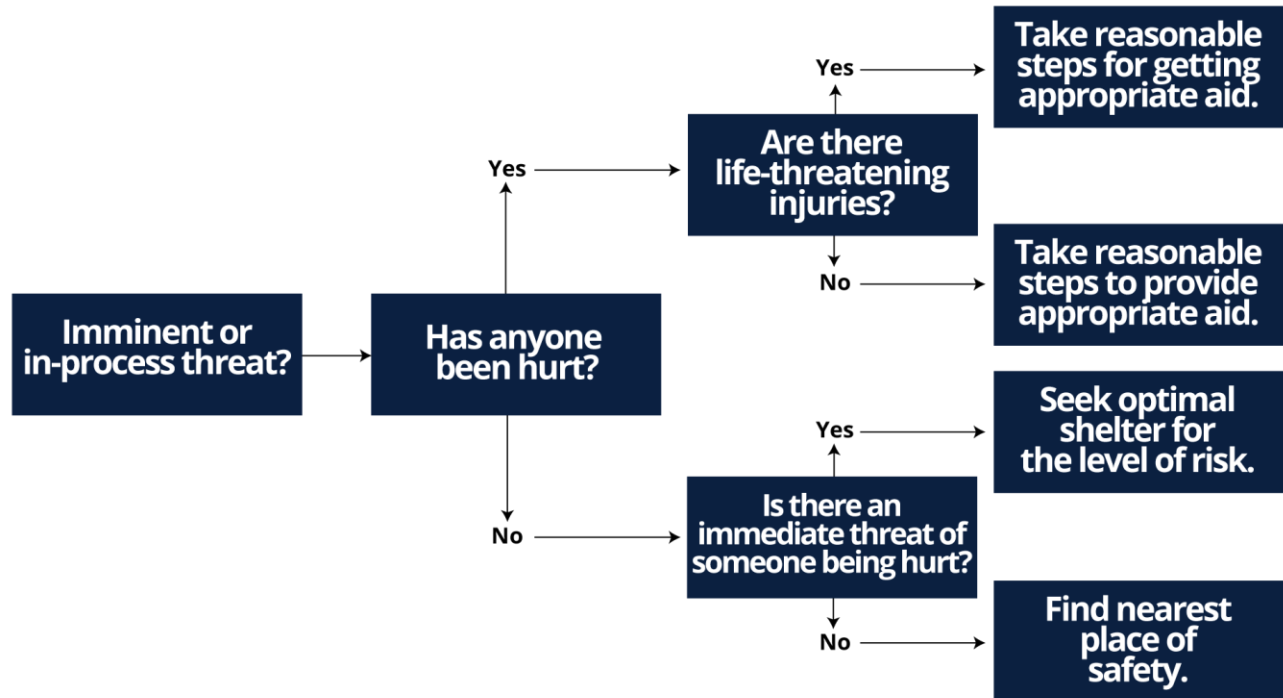 Imminent or
in-process threat?
Has anyone
been hurt?
Yes
No
Are there
life-threatening
injuries?
Yes
No
Take reasonable
steps for getting
appropriate aid.
Take reasonable
steps to provide
appropriate aid.
Is there an
immediate threat of
someone being hurt?
Yes
No
Seek optimal
shelter for
the level of risk.
Find nearest
place of
safety.